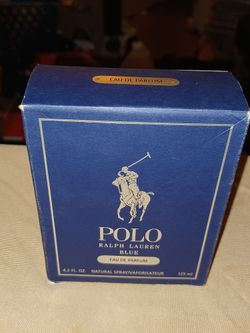 EAU DE PARFUM
POLO
RALPH LAUREN
BLUE
EAU DE PARFUM
4.2 FL. OZ. NATURAL SPRAY/VAPORISATEUR 125 ml